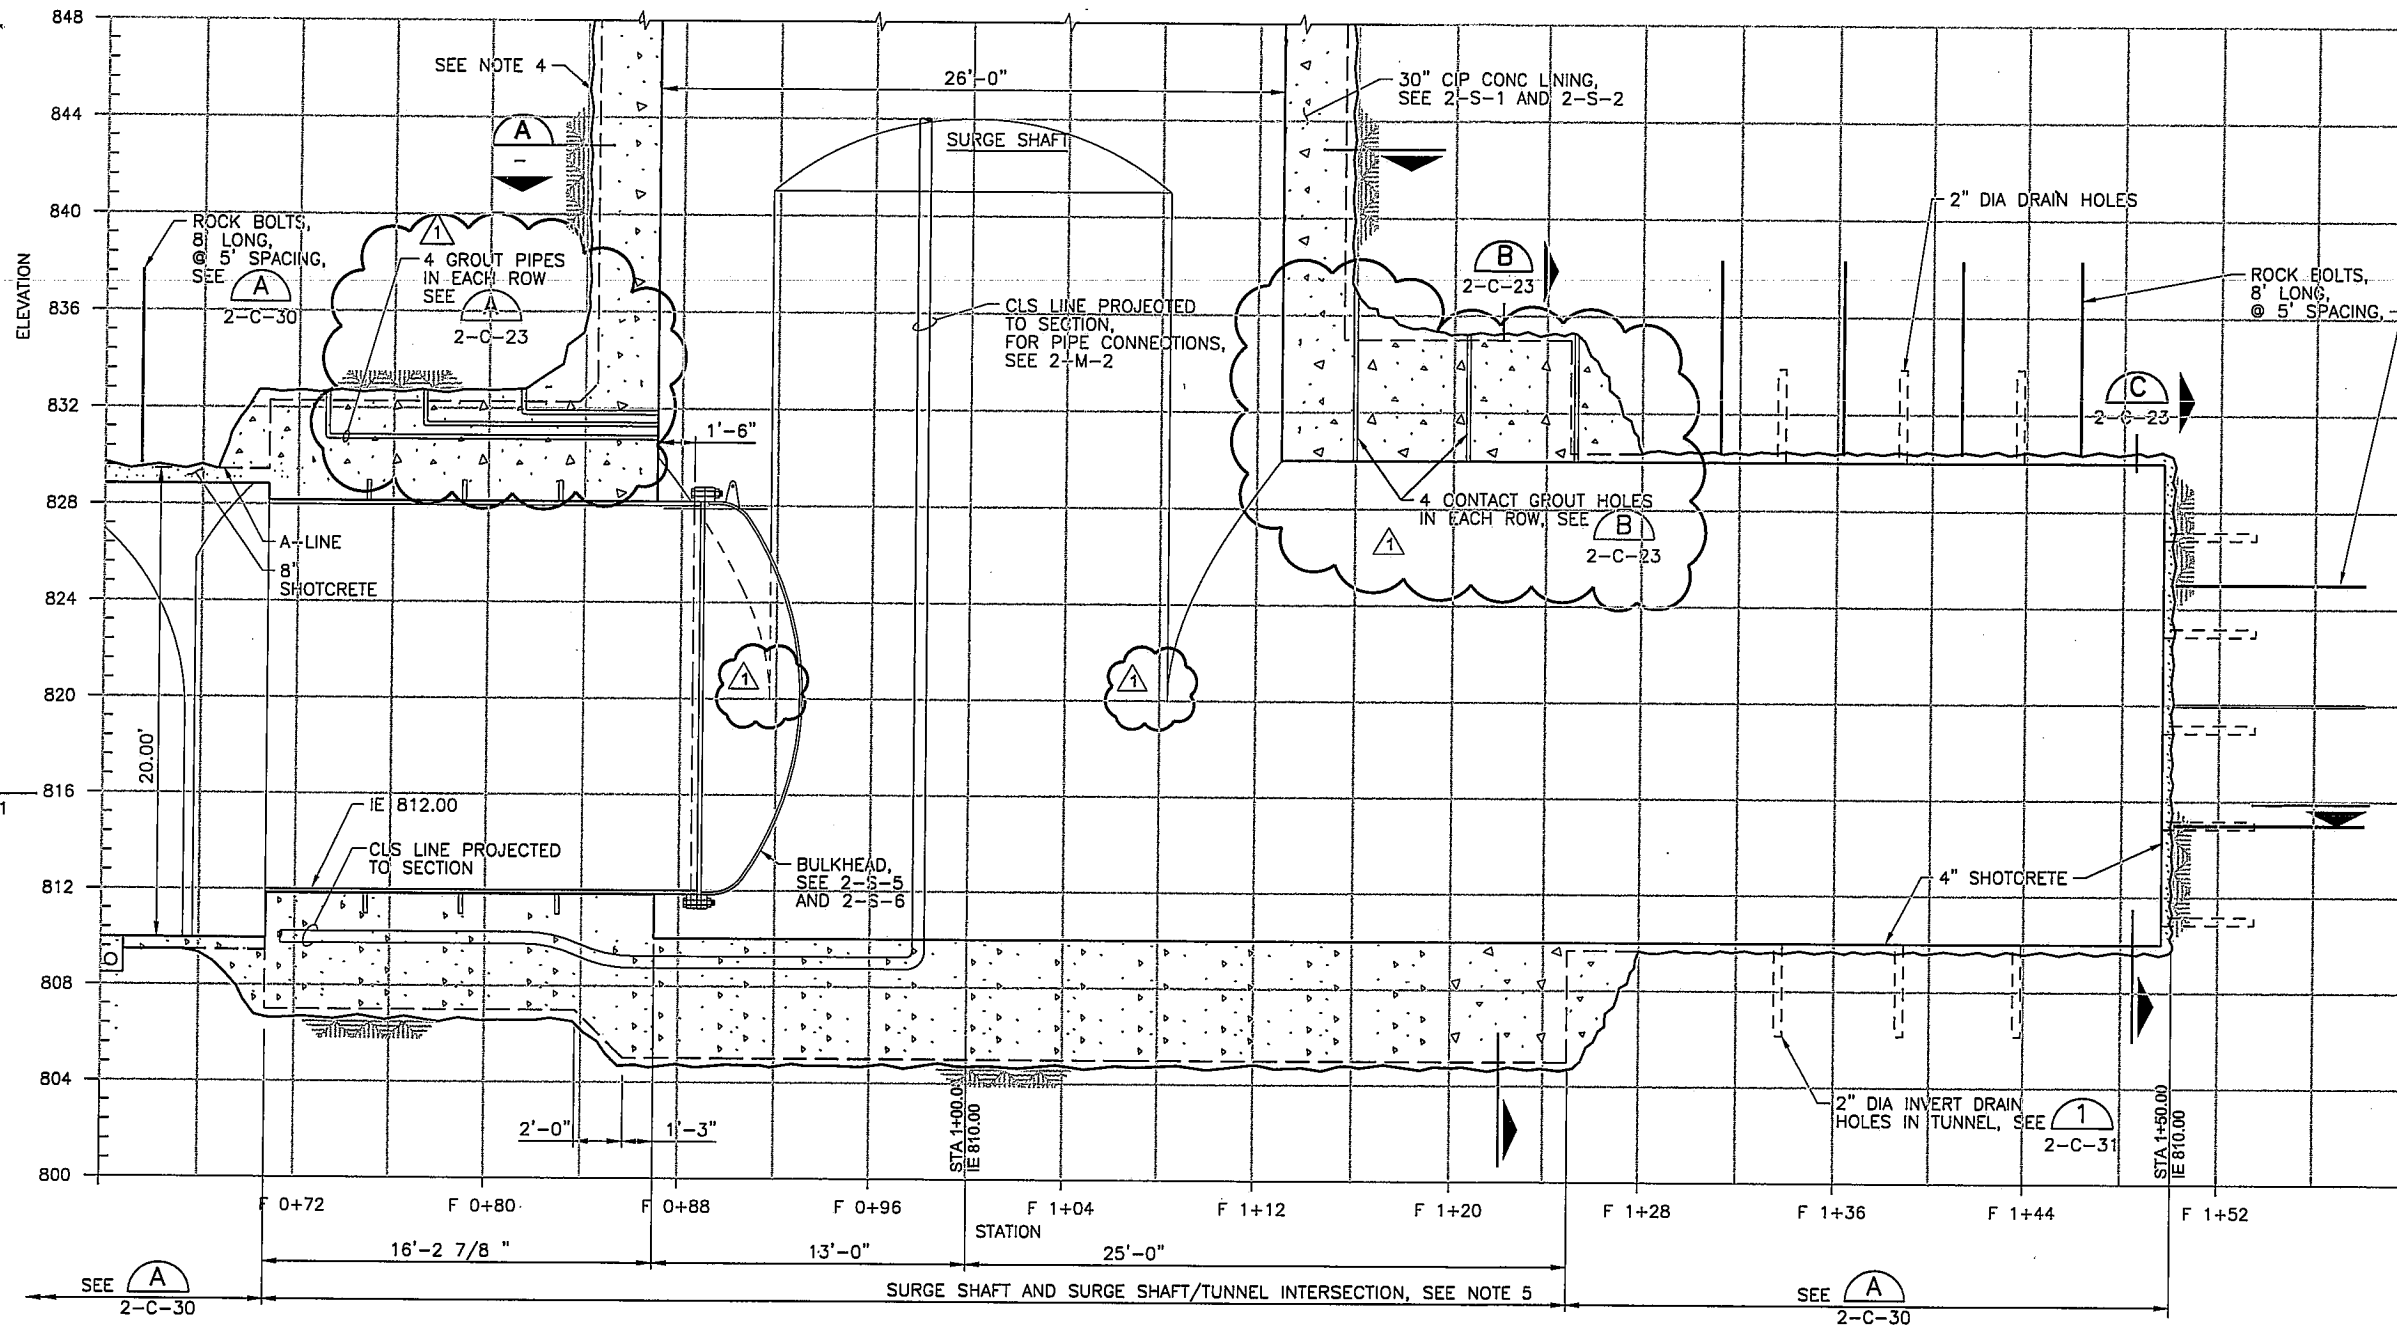 848
844
840
836
832
828
824
820
816
812
808
804
800
ELEVATION
SEE NOTE 4
26'-0"
30" CIP CONC LINING,
SEE 2-S-1 AND 2-S-2
A
-
SURGE SHAFT
ROCK BOLTS,
8' LONG,
@ 5' SPACING,
SEE
A
2-C-30
1
4 GROUT PIPES
IN EACH ROW
SEE
A
2-C-23
CLS LINE PROJECTED
TO SECTION,
FOR PIPE CONNECTIONS,
SEE 2-M-2
B
2-C-23
2" DIA DRAIN HOLES
ROCK BOLTS,
8' LONG,
@ 5' SPACING,
C
2-C-23
1'-6"
4 CONTACT GROUT HOLES
IN EACH ROW, SEE
B
2-C-23
1
A-LINE
8"
SHOTCRETE
1
1
20.00'
1
IE 812.00
CLS LINE PROJECTED
TO SECTION
BULKHEAD,
SEE 2-S-5
AND 2-S-6
4" SHOTCRETE
2'-0"
1'-3"
STA 1+00.00
IE 810.00
2" DIA INVERT DRAIN
HOLES IN TUNNEL, SEE
1
2-C-31
STA 1+50.00
IE 810.00
F 0+72
F 0+80
F 0+88
F 0+96
F 1+04
F 1+12
F 1+20
F 1+28
F 1+36
F 1+44
F 1+52
STATION
16'-2 7/8 "
13'-0"
25'-0"
SEE
A
2-C-30
SURGE SHAFT AND SURGE SHAFT/TUNNEL INTERSECTION, SEE NOTE 5
SEE
A
2-C-30